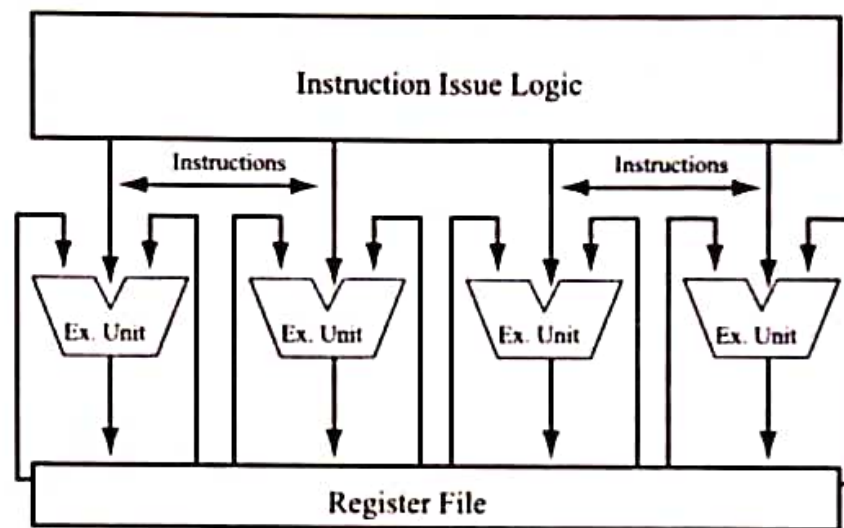 Instruction Issue Logic
Instructions
Instructions
Ex. Unit
Ex. Unit
Ex. Unit
Ex. Unit
Register File